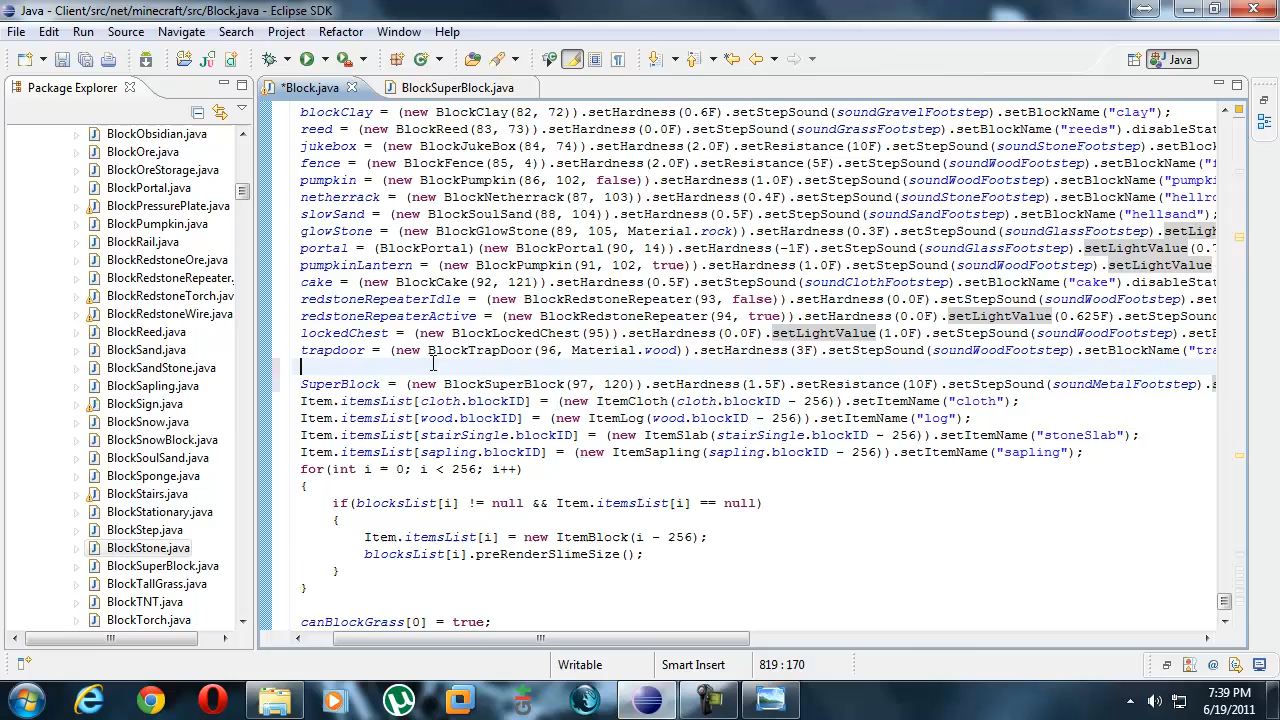 Java - Client/src/net/minecraft/src/Block.java - Eclipse SDK
File Edit Run Source Navigate Search Project Refactor Window Help
Java
Package Explorer
*Block.java
BlockSuperBlock.java
BlockObsidian.java
BlockOre.java
BlockOreStorage.java
BlockPortal.java
BlockPressurePlate.java
BlockPumpkin.java
BlockRail.java
BlockRedstoneOre.java
BlockRedstoneRepeater.
BlockRedstoneTorch.java
BlockRedstoneWire.java
BlockReed.java
BlockSand.java
BlockSandStone.java
BlockSapling.java
BlockSign.java
BlockSnow.java
BlockSnowBlock.java
BlockSoulSand.java
BlockSponge.java
BlockStairs.java
BlockStationary.java
BlockStep.java
BlockStone.java
BlockSuperBlock.java
BlockTallGrass.java
BlockTNT.java
BlockTorch.java
blockClay = (new BlockClay(82, 72)).setHardness(0.6F).setStepSound(soundGravelFootstep).setBlockName("clay");
reed = (new BlockReed(83, 73)).setHardness(0.0F).setStepSound(soundGrassFootstep).setBlockName("reeds").disableStat
jukebox = (new BlockJukeBox(84, 74)).setHardness(2.0F).setResistance(10F).setStepSound(soundStoneFootstep).setBlock
fence = (new BlockFence(85, 4)).setHardness(2.0F).setResistance(5F).setStepSound(soundWoodFootstep).setBlockName("f
pumpkin = (new BlockPumpkin(86, 102, false)).setHardness(1.0F).setStepSound(soundWoodFootstep).setBlockName("pumpki
netherrack = (new BlockNetherrack(87, 103)).setHardness(0.4F).setStepSound(soundStoneFootstep).setBlockName("hellro
slowSand = (new BlockSoulSand(88, 104)).setHardness(0.5F).setStepSound(soundSandFootstep).setBlockName("hellsand");
glowStone = (new BlockGlowStone(89, 105, Material.rock)).setHardness(0.3F).setStepSound(soundGlassFootstep).setLigh
portal = (BlockPortal)(new BlockPortal(90, 14)).setHardness(-1F).setStepSound(soundGlassFootstep).setLightValue(0.7
pumpkinLantern = (new BlockPumpkin(91, 102, true)).setHardness(1.0F).setStepSound(soundWoodFootstep).setLightValue
cake = (new BlockCake(92, 121)).setHardness(0.5F).setStepSound(soundClothFootstep).setBlockName("cake").disableStat
redstoneRepeaterIdle = (new BlockRedstoneRepeater(93, false)).setHardness(0.0F).setStepSound(soundWoodFootstep).set
redstoneRepeaterActive = (new BlockRedstoneRepeater(94, true)).setHardness(0.0F).setLightValue(0.625F).setStepSound
lockedChest = (new BlockLockedChest(95)).setHardness(0.0F).setLightValue(1.0F).setStepSound(soundWoodFootstep).setB
trapdoor = (new BlockTrapDoor(96, Material.wood)).setHardness(3F).setStepSound(soundWoodFootstep).setBlockName("tra
SuperBlock = (new BlockSuperBlock(97, 120)).setHardness(1.5F).setResistance(10F).setStepSound(soundMetalFootstep).s
Item.itemsList[cloth.blockID] = (new ItemCloth(cloth.blockID - 256)).setItemName("cloth");
Item.itemsList[wood.blockID] = (new ItemLog(wood.blockID - 256)).setItemName("log");
Item.itemsList[stairSingle.blockID] = (new ItemSlab(stairSingle.blockID - 256)).setItemName("stoneSlab");
Item.itemsList[sapling.blockID] = (new ItemSapling(sapling.blockID - 256)).setItemName("sapling");
for(int i = 0; i < 256; i++)
{
if(blocksList[i] != null && Item.itemsList[i] == null)
{
Item.itemsList[i] = new ItemBlock(i - 256);
blocksList[i].preRenderSlimeSize();
}
}
canBlockGrass[0] = true;
Writable
Smart Insert
819 : 170
7:39 PM
6/19/2011